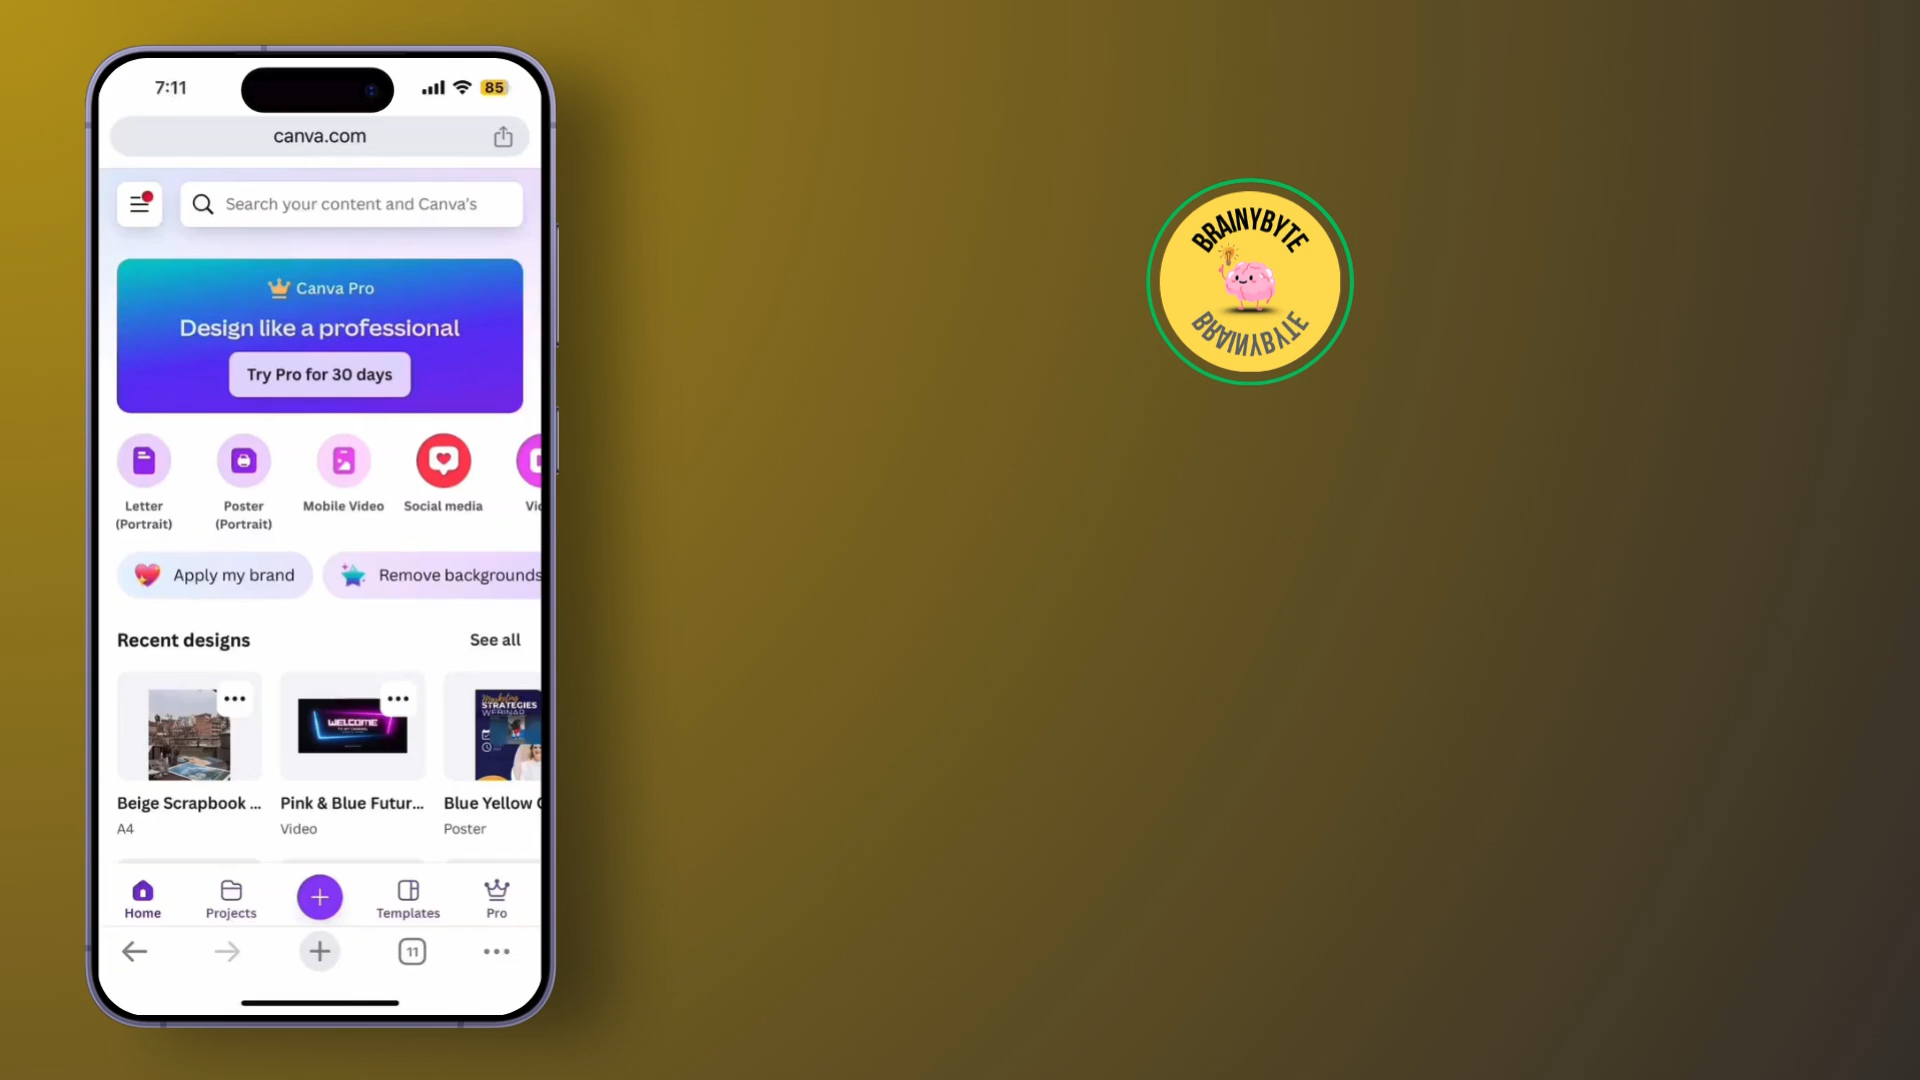 7:11
85
canva.com
Search your content and Canva's
Canva Pro
Design like a professional
Try Pro for 30 days
Letter
(Portrait)
Poster
(Portrait)
Mobile Video
Social media
Apply my brand
Remove backgrounds
Recent designs
See all
WELCOME
Marketing
STRATEGIES
WEBINAR
Beige Scrapbook ...
A4
Pink & Blue Futur...
Video
Blue Yellow
Poster
Home
Projects
Templates
Pro
11
BRAINYBYTE
BRAINYBYTE